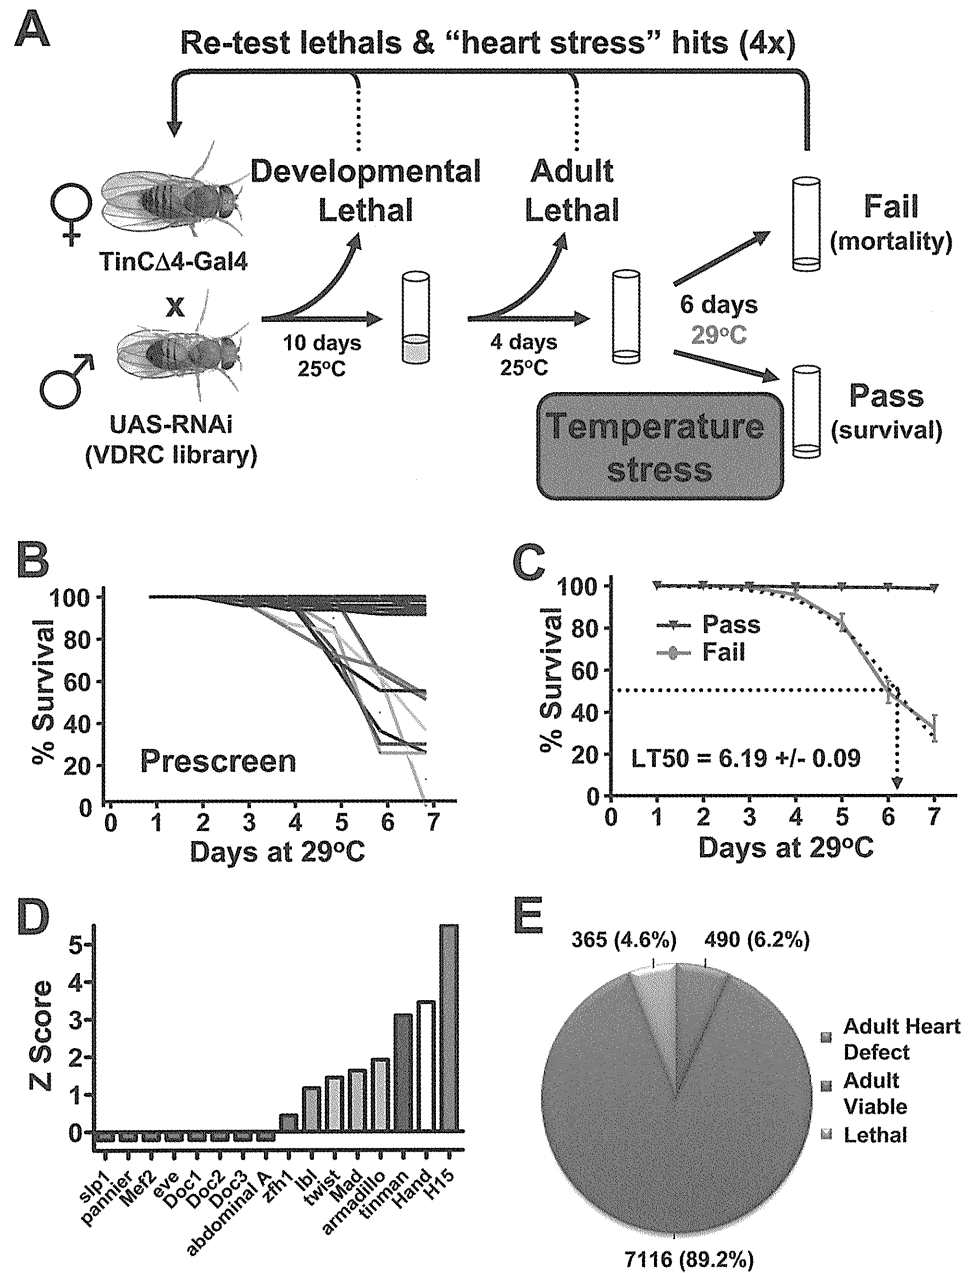 A
Re-test lethals & “heart stress” hits (4x)
Developmental
Lethal
Adult
Lethal
Fail
(mortality)
♀
TinCΔ4-Gal4
x
♂
UAS-RNAi
(VDRC library)
10 days
25ºC
4 days
25ºC
6 days
29ºC
Pass
(survival)
Temperature
stress
B
% Survival
100
80
60
40
20
0
Prescreen
0 1 2 3 4 5 6 7
Days at 29ºC
C
% Survival
100
80
60
40
20
0
Pass
Fail
LT50 = 6.19 +/- 0.09
0 1 2 3 4 5 6 7
Days at 29ºC
D
Z Score
5
4
3
2
1
0
slp1
pannier
Mef2
eve
Doc1
Doc2
Doc3
abdominal A
zfh1
lbl
twist
Mad
armadillo
tinman
Hand
H15
E
365 (4.6%)
490 (6.2%)
Adult Heart
Defect
Adult
Viable
Lethal
7116 (89.2%)